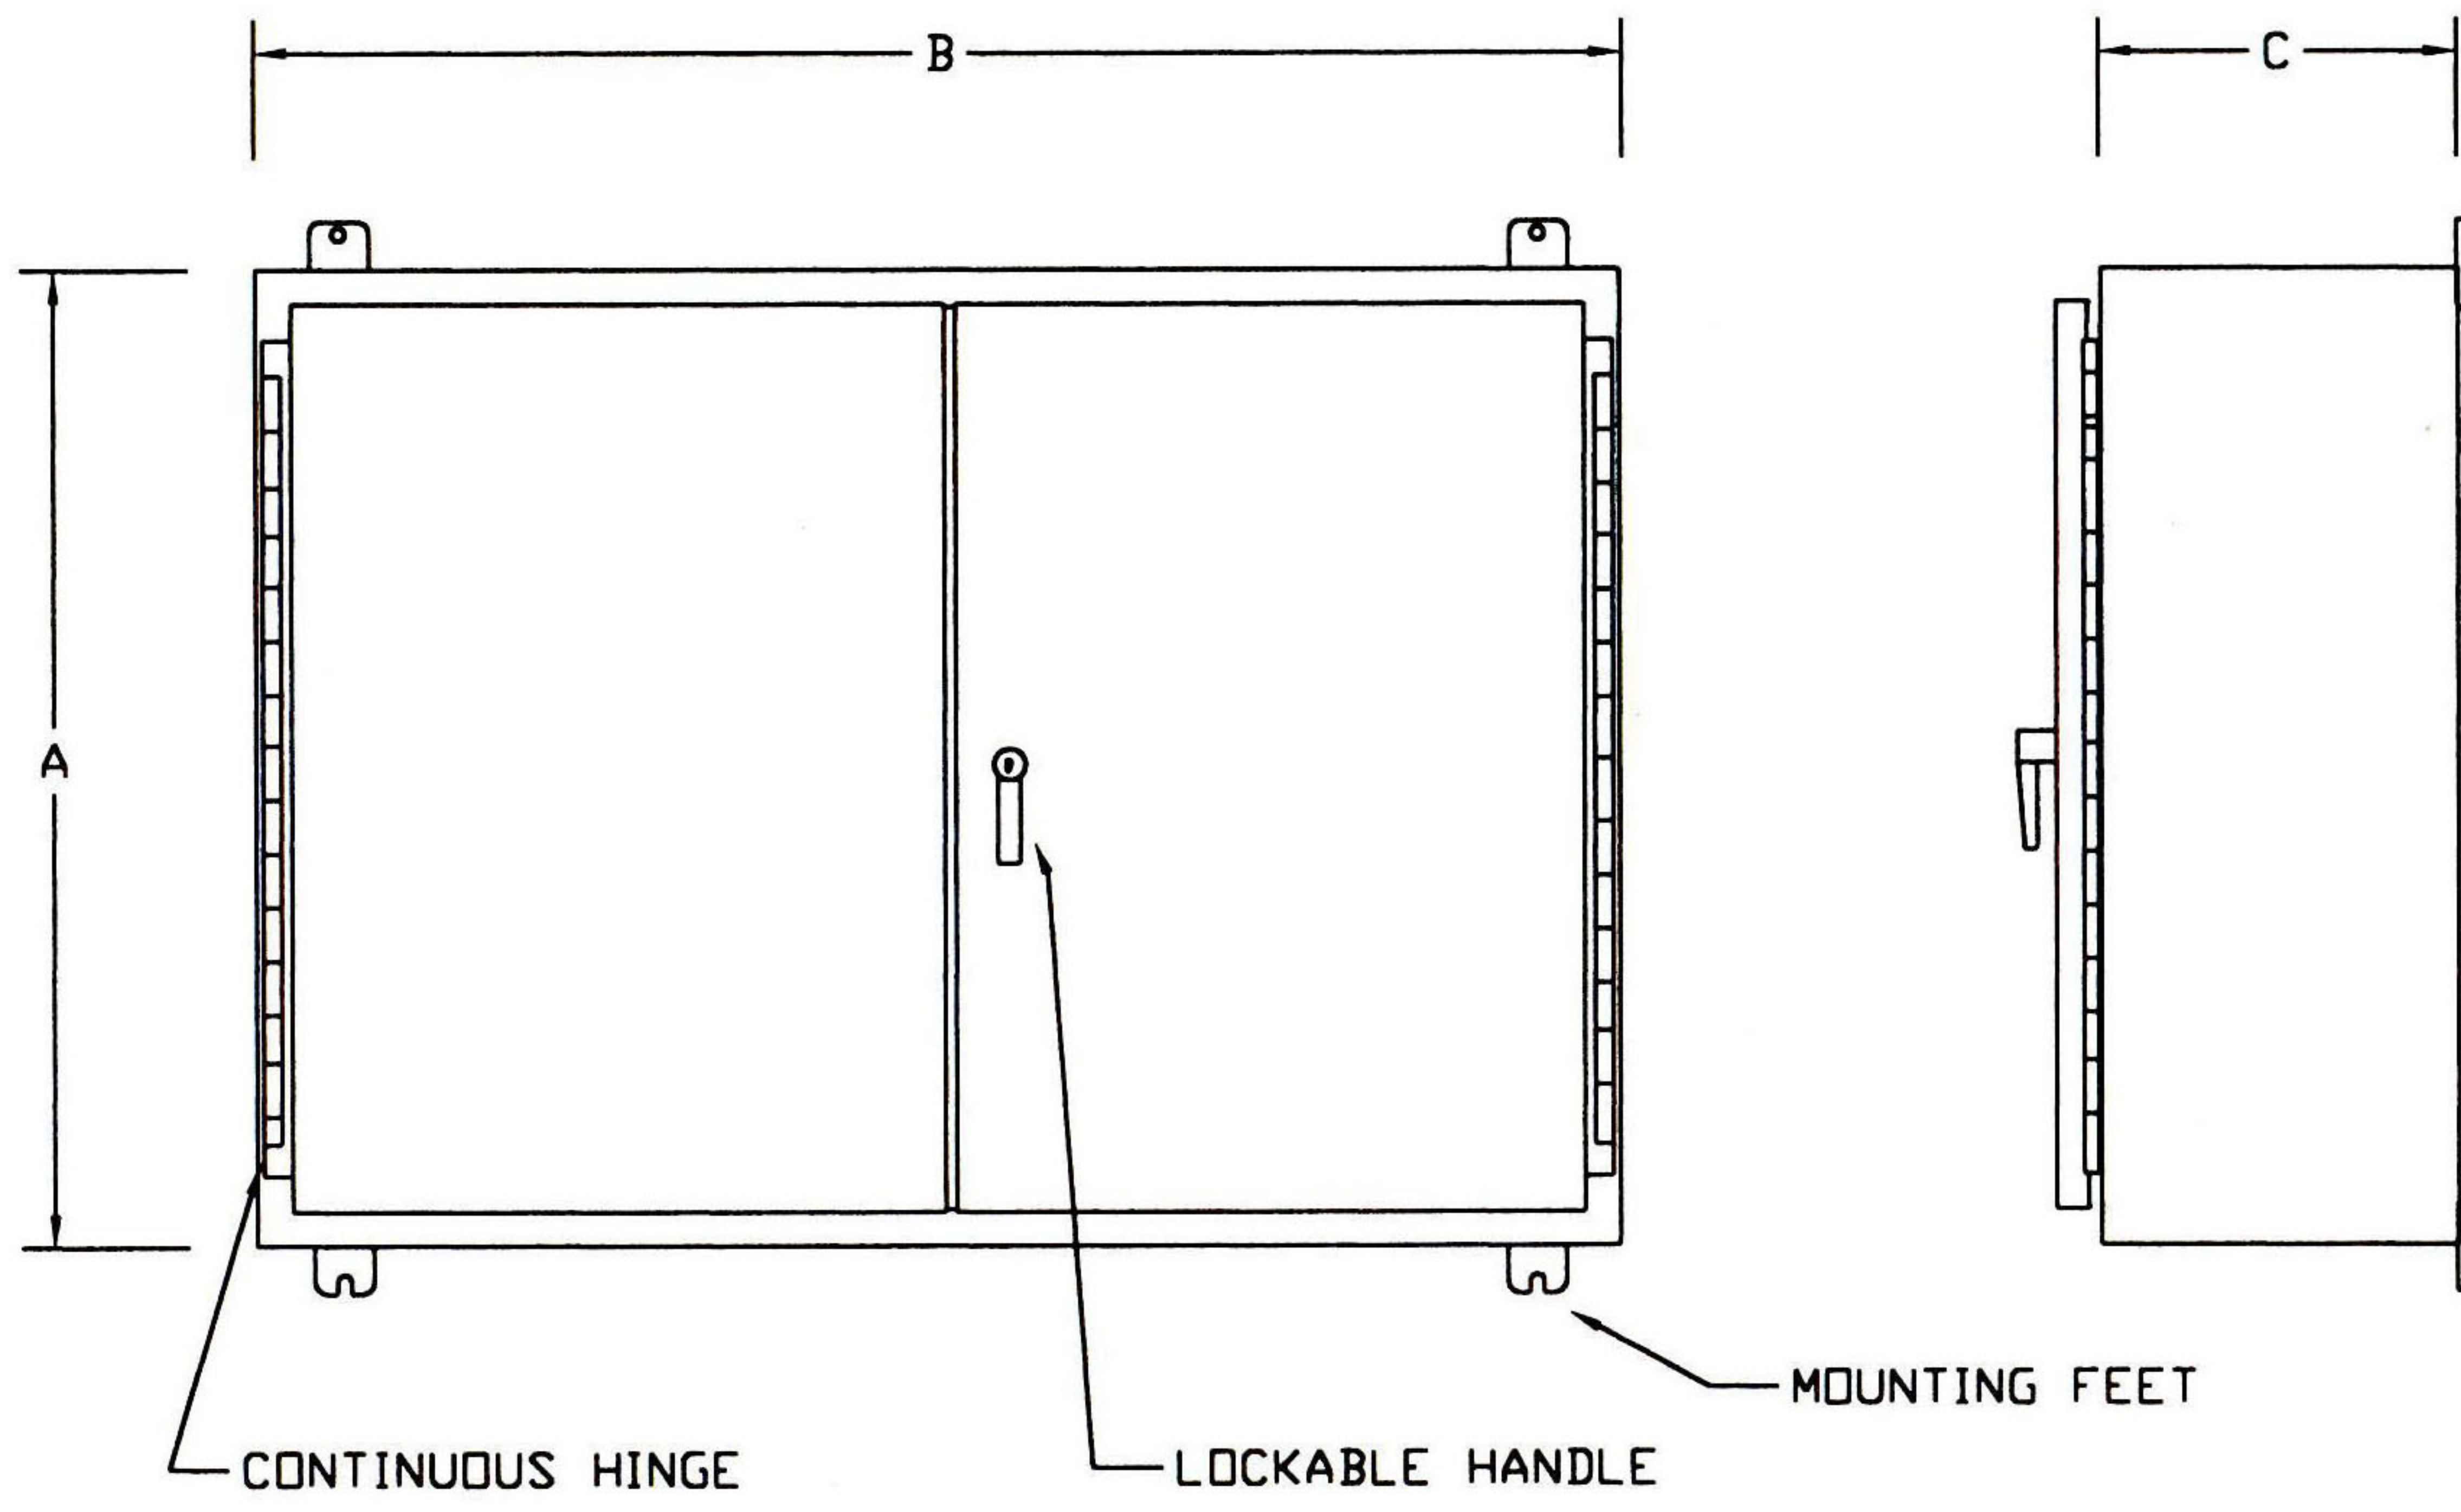 B
C
A
MOUNTING FEET
CONTINUOUS HINGE
LOCKABLE HANDLE